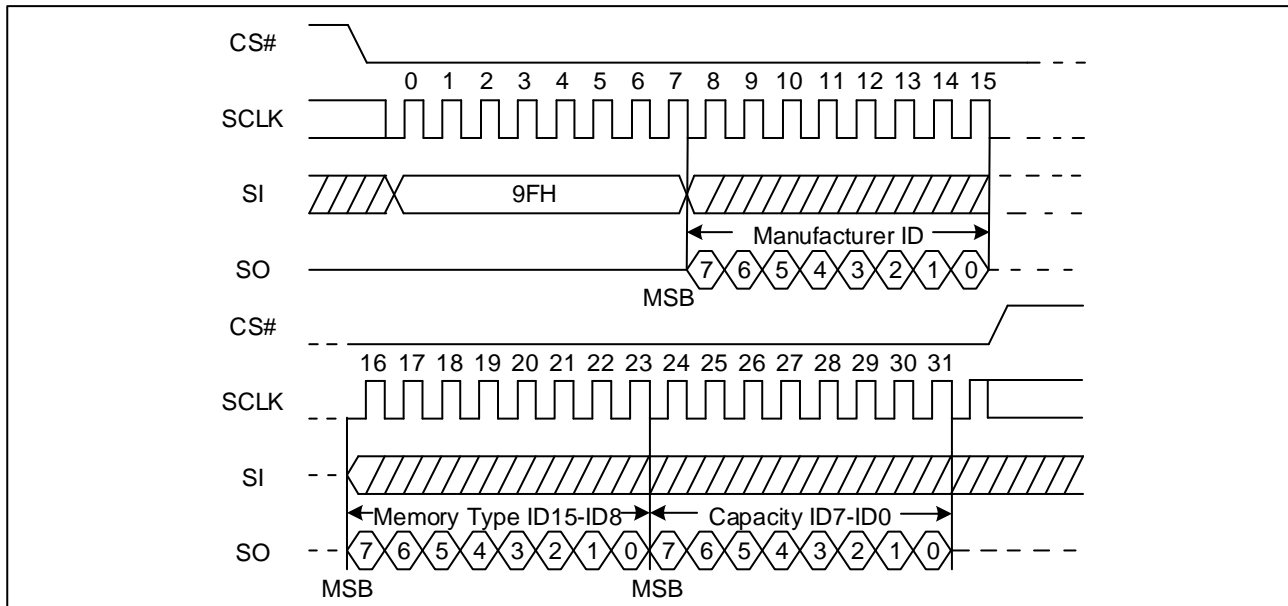 CS#
0 1 2 3 4 5 6 7 8 9 10 11 12 13 14 15
SCLK
SI 9FH
Manufacturer ID
SO 7 6 5 4 3 2 1 0
MSB
CS#
16 17 18 19 20 21 22 23 24 25 26 27 28 29 30 31
SCLK
SI
Memory Type ID15-ID8 Capacity ID7-ID0
SO 7 6 5 4 3 2 1 0 7 6 5 4 3 2 1 0
MSB MSB